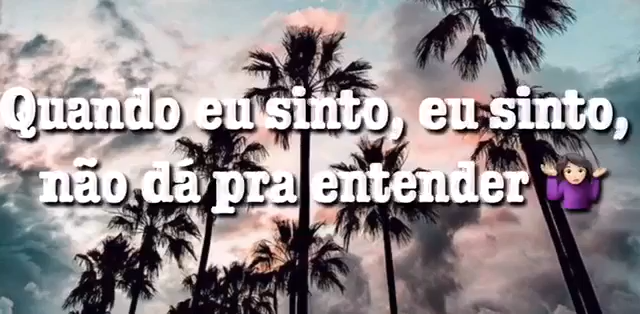 Quando eu sinto, eu sinto,
não dá pra entender 🤷🏻‍♀️